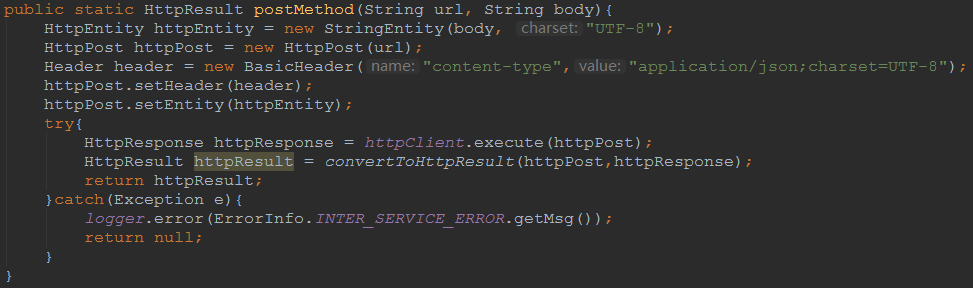 public static HttpResult postMethod(String url, String body){
    HttpEntity httpEntity = new StringEntity(body, charset: "UTF-8");
    HttpPost httpPost = new HttpPost(url);
    Header header = new BasicHeader(name: "content-type",value: "application/json;charset=UTF-8");
    httpPost.setHeader(header);
    httpPost.setEntity(httpEntity);
    try{
        HttpResponse httpResponse = httpClient.execute(httpPost);
        HttpResult httpResult = convertToHttpResult(httpPost,httpResponse);
        return httpResult;
    }catch(Exception e){
        logger.error(ErrorInfo.INTER_SERVICE_ERROR.getMsg());
        return null;
    }
}